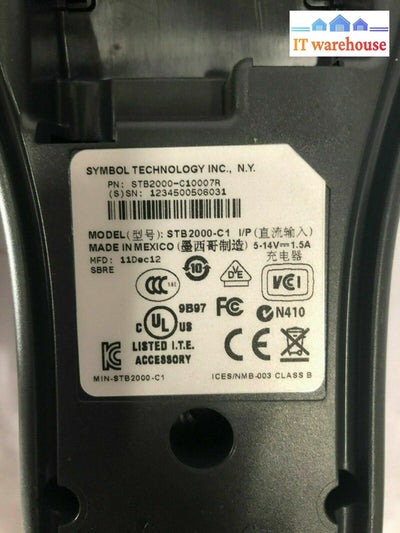 IT warehouse
SYMBOL TECHNOLOGY INC., N.Y.
PN: STB2000-C10007R
(S)SN: 1234500506031
MODEL(型号): STB2000-C1 I/P(直流输入)
MADE IN MEXICO(墨西哥制造) 5-14V⎓1.5A
MFD: 11Dec12 充电器
SBRE
10
CCC
S&E
VDE
VCI
9B97
FC
N410
C UL US
LISTED I.T.E.
ACCESSORY
CE
MIN-STB2000-C1
ICES/NMB-003 CLASS B